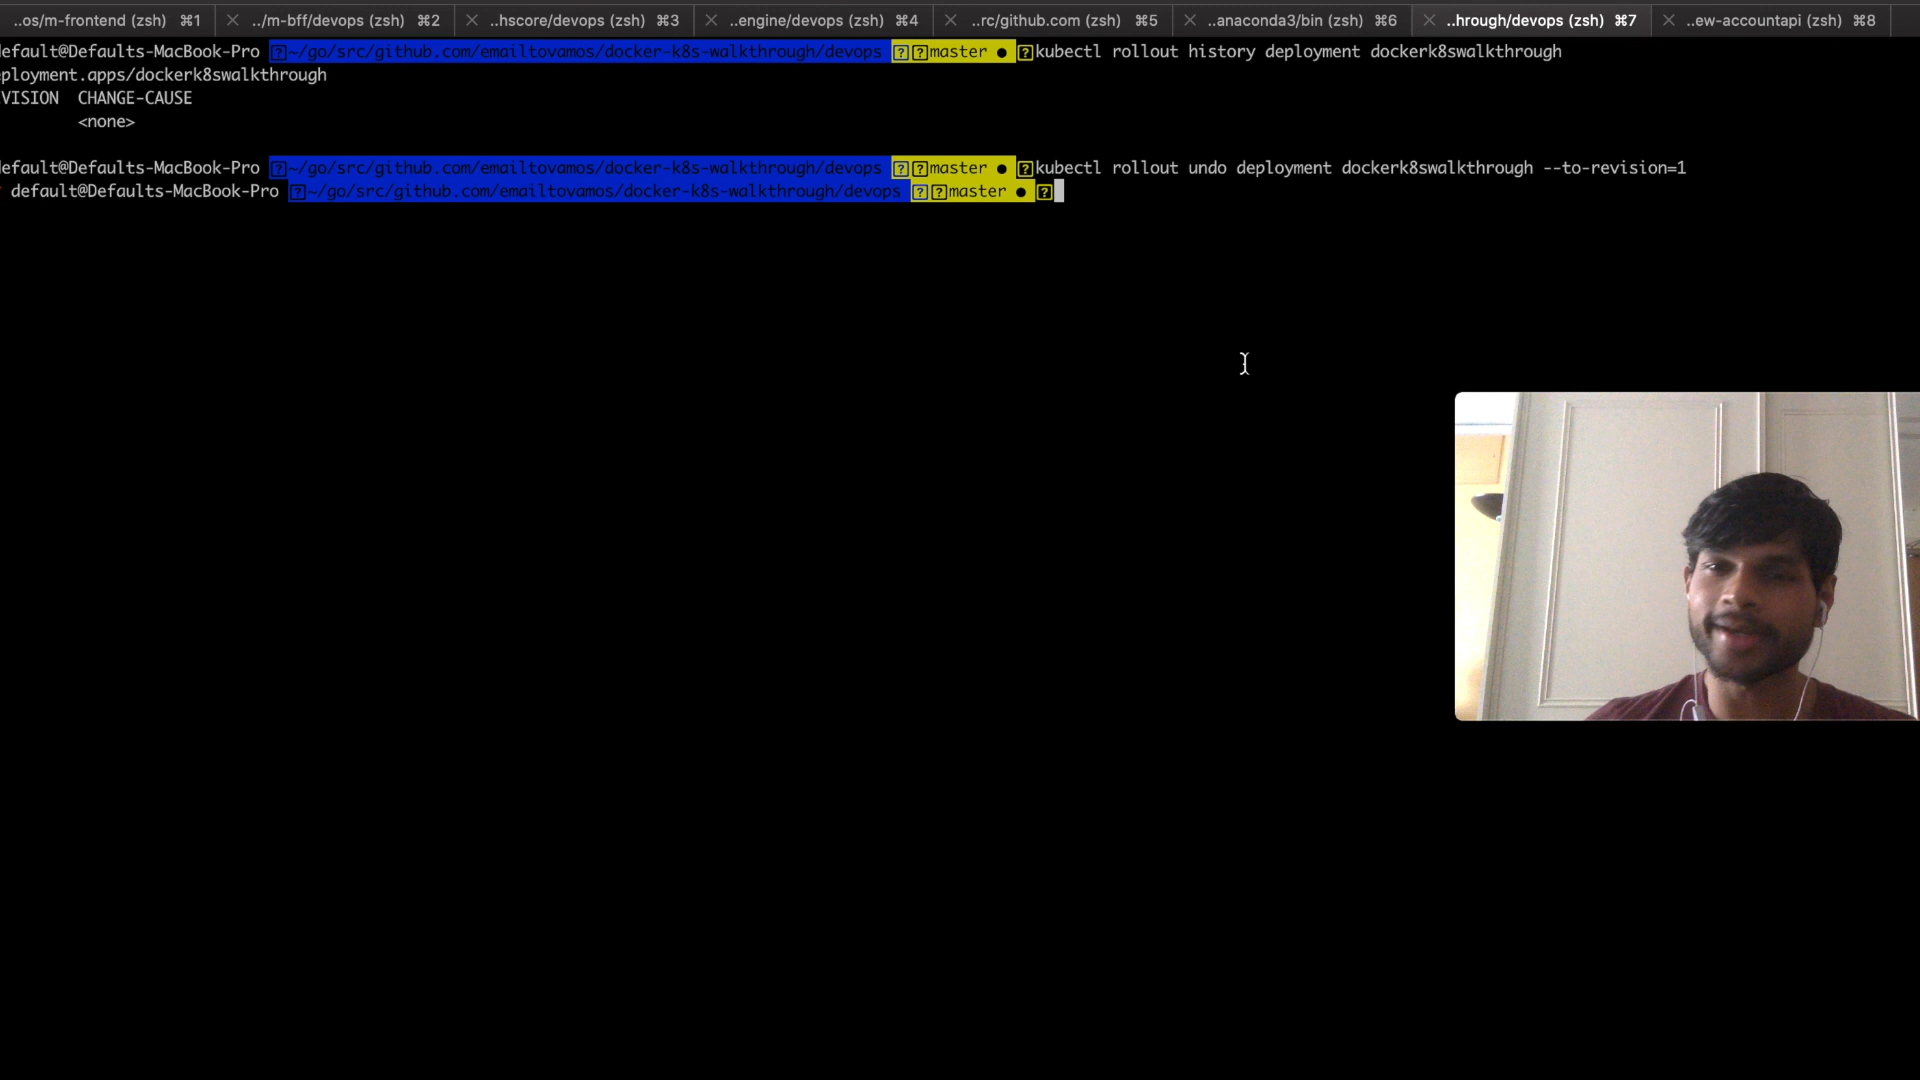 ..os/m-frontend (zsh) ⌘1 ../m-bff/devops (zsh) ⌘2 ..hscore/devops (zsh) ⌘3 ..engine/devops (zsh) ⌘4 ..rc/github.com (zsh) ⌘5 ..anaconda3/bin (zsh) ⌘6 ..hrough/devops (zsh) ⌘7 ..ew-accountapi (zsh) ⌘8
default@Defaults-MacBook-Pro ~/go/src/github.com/emailtovamos/docker-k8s-walkthrough/devops master ● kubectl rollout history deployment dockerk8swalkthrough
ployment.apps/dockerk8swalkthrough
VISION CHANGE-CAUSE
<none>
default@Defaults-MacBook-Pro ~/go/src/github.com/emailtovamos/docker-k8s-walkthrough/devops master ● kubectl rollout undo deployment dockerk8swalkthrough --to-revision=1
default@Defaults-MacBook-Pro ~/go/src/github.com/emailtovamos/docker-k8s-walkthrough/devops master ●